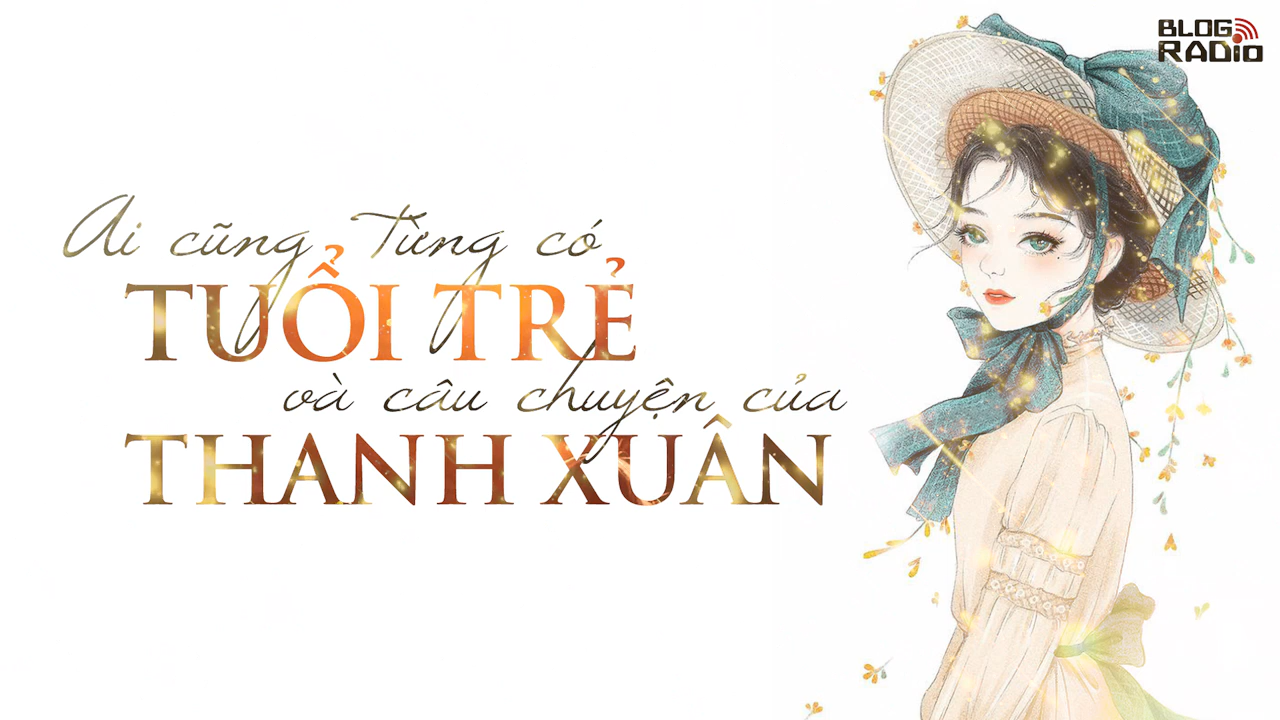 BLOG
RADIO
Ai cũng Từng có
TUỔI TRẺ
và câu chuyện của
THANH XUÂN